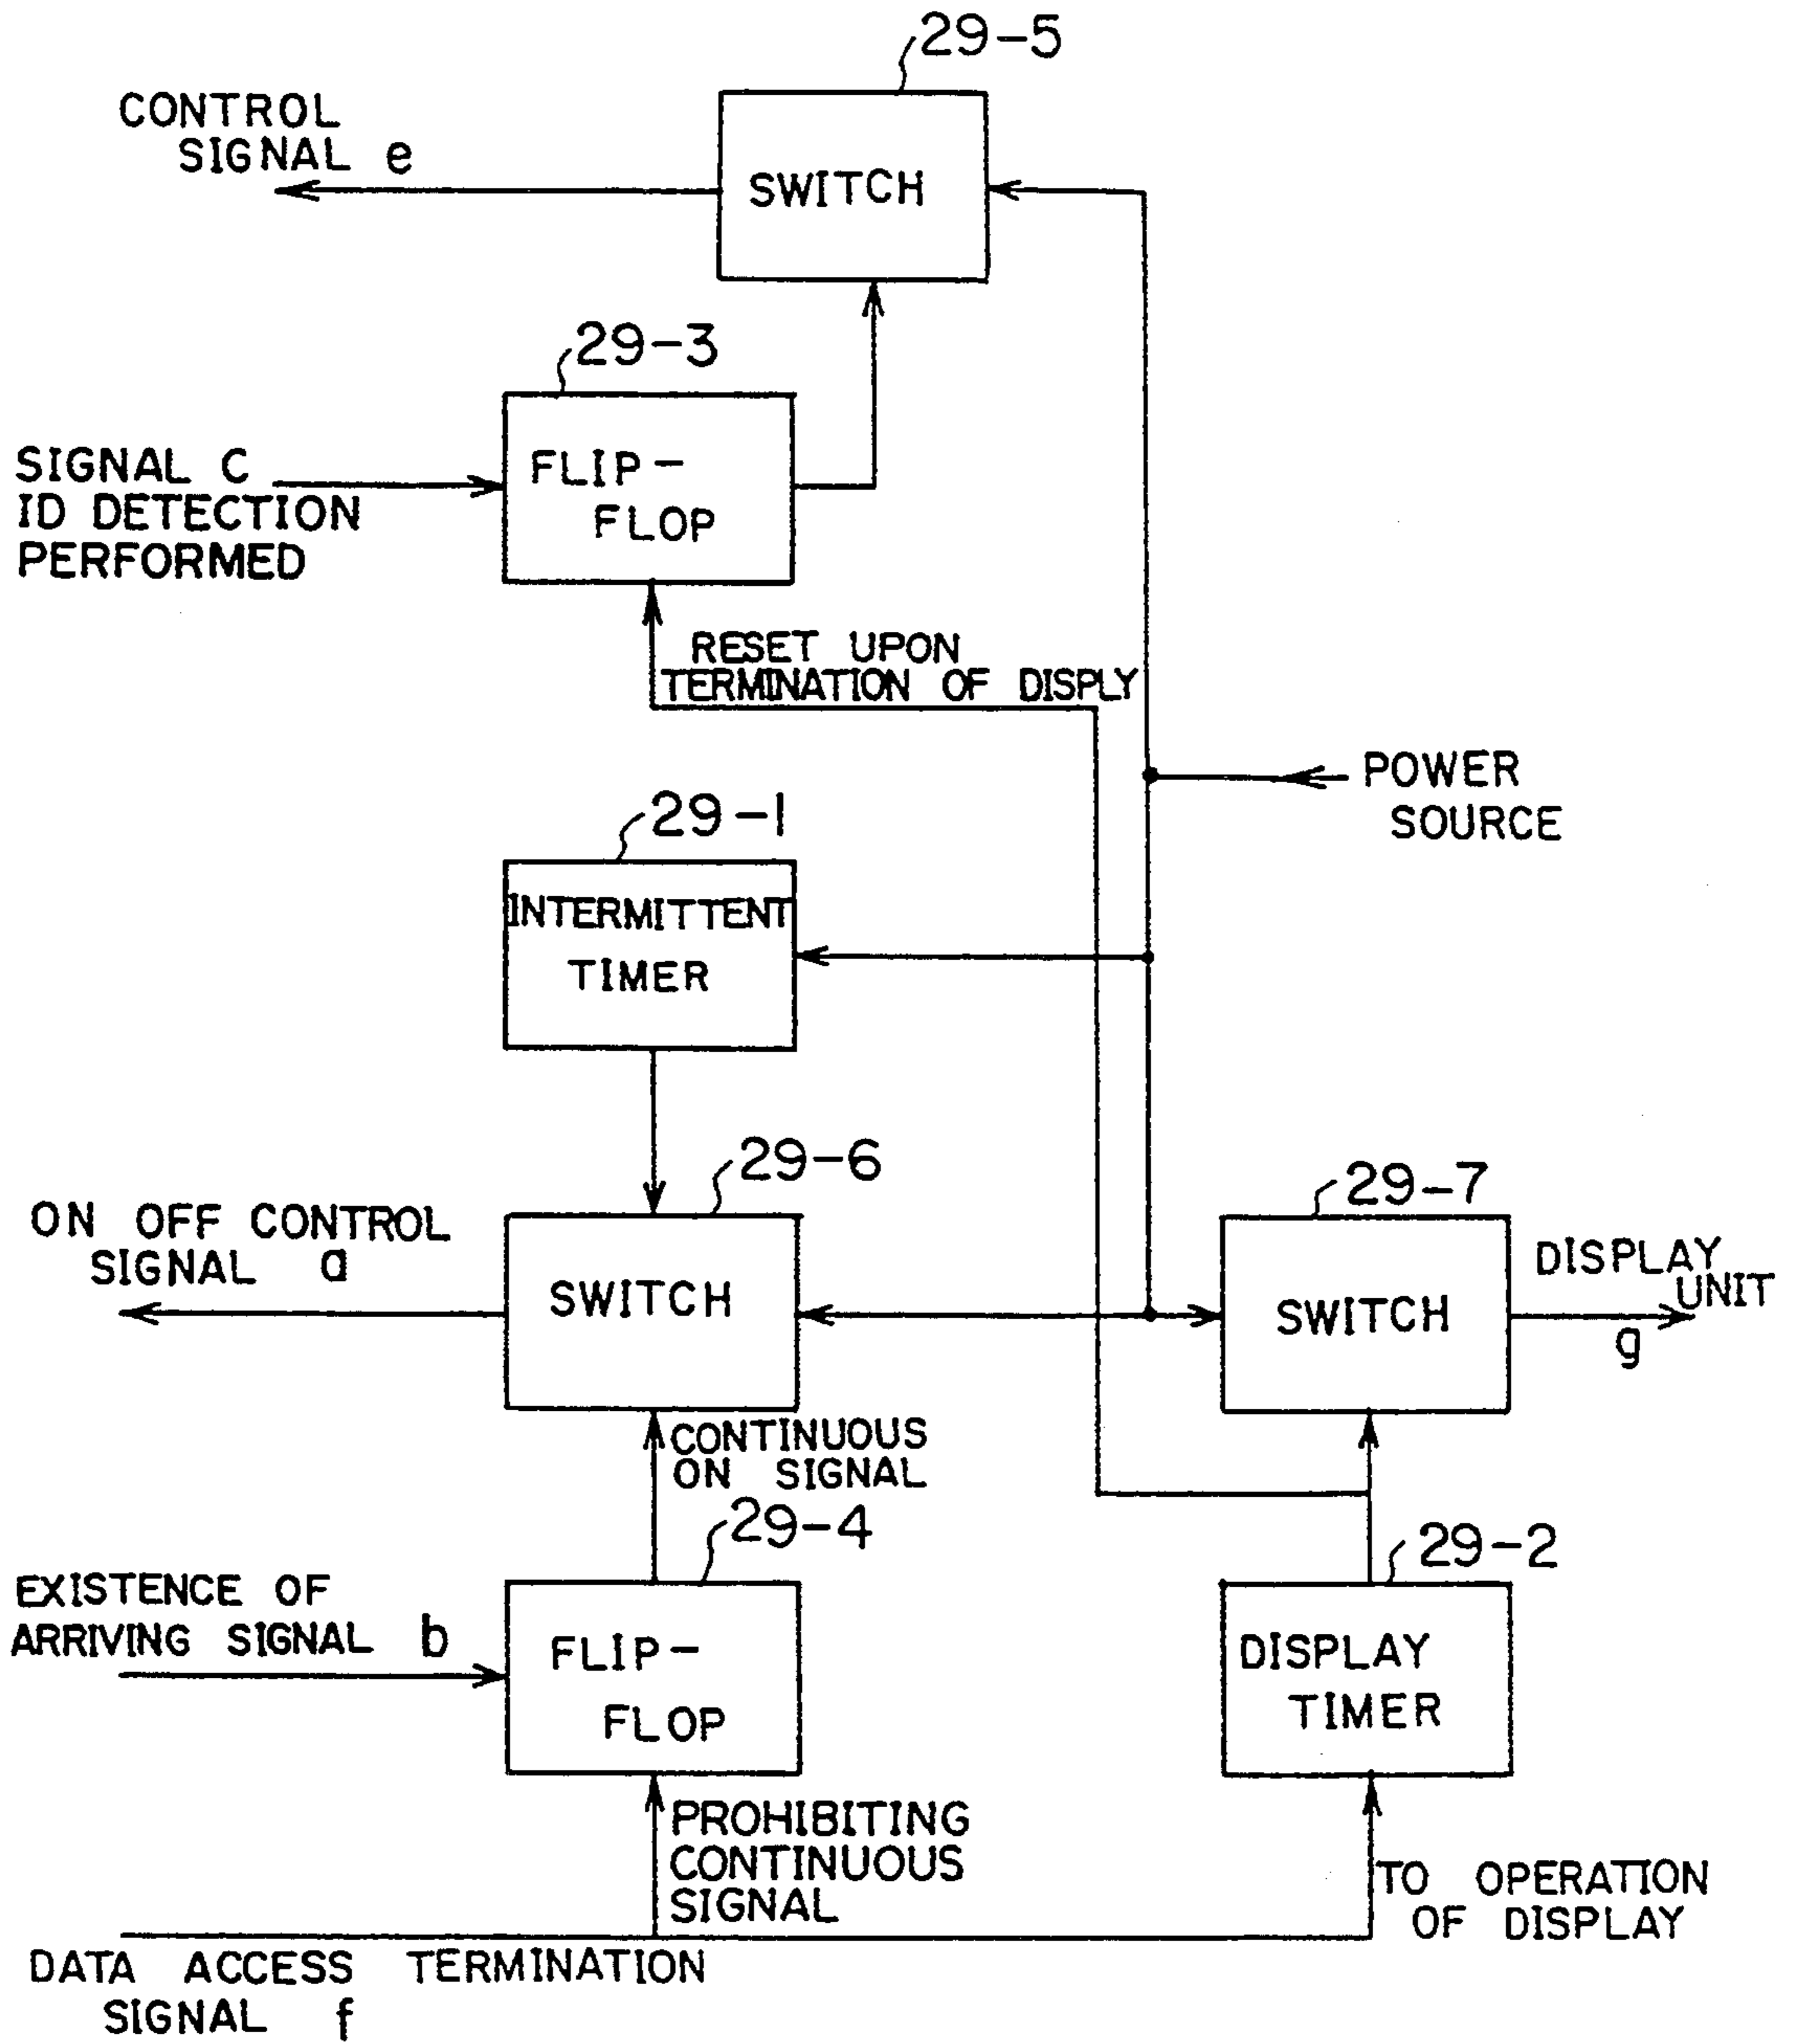 29-5
CONTROL
SIGNAL e
SWITCH
29-3
SIGNAL C
ID DETECTION
PERFORMED
FLIP-
FLOP
RESET UPON
TERMINATION OF DISPLY
POWER
SOURCE
29-1
INTERMITTENT
TIMER
29-6
29-7
ON OFF CONTROL
SIGNAL a
SWITCH
SWITCH
DISPLAY
UNIT
g
CONTINUOUS
ON SIGNAL
29-4
29-2
EXISTENCE OF
ARRIVING SIGNAL b
FLIP-
FLOP
DISPLAY
TIMER
PROHIBITING
CONTINUOUS
SIGNAL
TO OPERATION
OF DISPLAY
DATA ACCESS TERMINATION
SIGNAL f